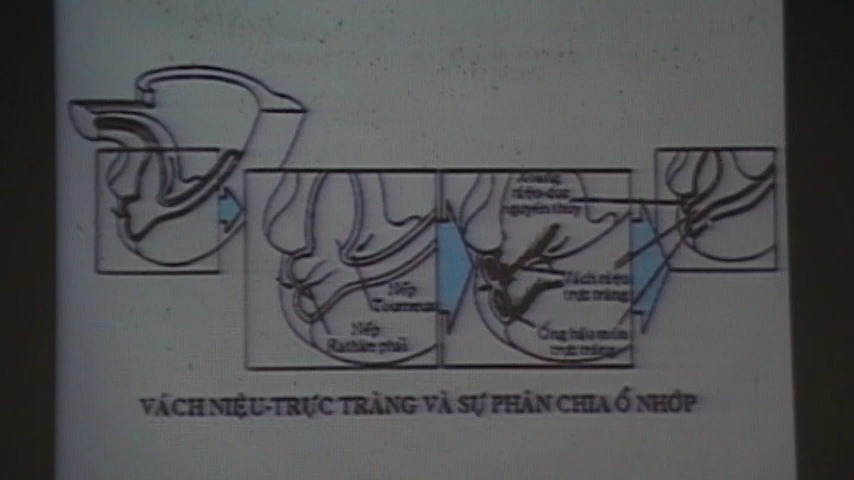 Xoang
niệu-dục
nguyên thủy
Nếp
Tourneux
Nếp
Rathke phải
Vách niệu
trực tràng
Ống hậu môn
trực tràng
VÁCH NIỆU-TRỰC TRÀNG VÀ SỰ PHÂN CHIA Ổ NHỚP